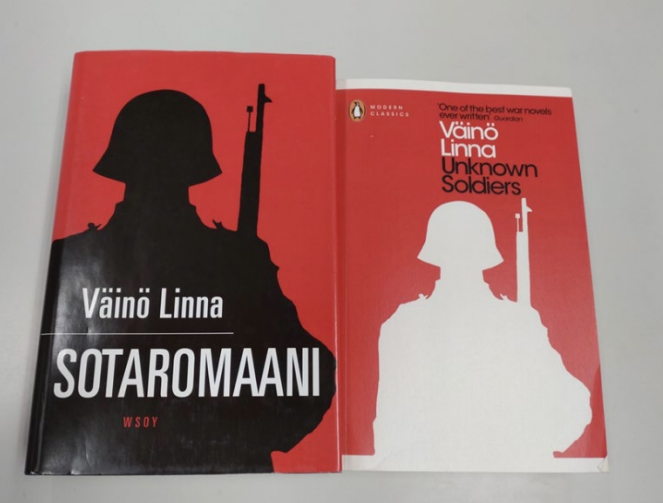 Väinö Linna
SOTAROMAANI
WSOY
MODERN
CLASSICS
'One of the best war novels
ever written' Guardian
Väinö
Linna
Unknown
Soldiers